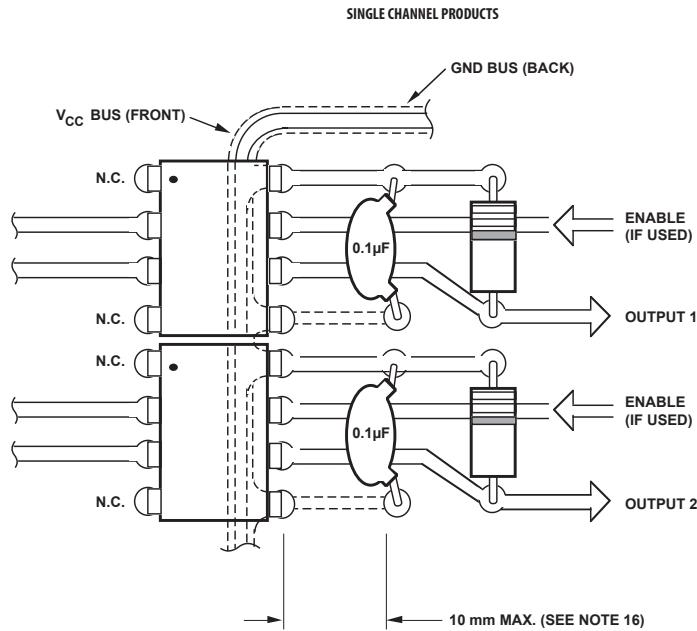 SINGLE CHANNEL PRODUCTS
GND BUS (BACK)
VCC BUS (FRONT)
N.C.
0.1µF
ENABLE
(IF USED)
N.C.
OUTPUT 1
N.C.
0.1µF
ENABLE
(IF USED)
N.C.
OUTPUT 2
10 mm MAX. (SEE NOTE 16)